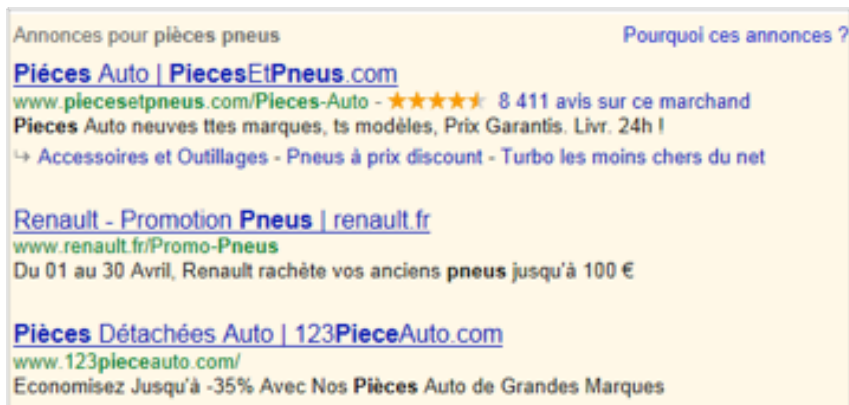 Annonces pour pièces pneus Pourquoi ces annonces ?
Piéces Auto | PiecesEtPneus.com
www.piecesetpneus.com/Pieces-Auto - ★★★★★ 8 411 avis sur ce marchand
Pieces Auto neuves ttes marques, ts modèles, Prix Garantis. Livr. 24h !
↳ Accessoires et Outillages - Pneus à prix discount - Turbo les moins chers du net
Renault - Promotion Pneus | renault.fr
www.renault.fr/Promo-Pneus
Du 01 au 30 Avril, Renault rachète vos anciens pneus jusqu'à 100 €
Pièces Détachées Auto | 123PieceAuto.com
www.123pieceauto.com/
Economisez Jusqu'à -35% Avec Nos Pièces Auto de Grandes Marques